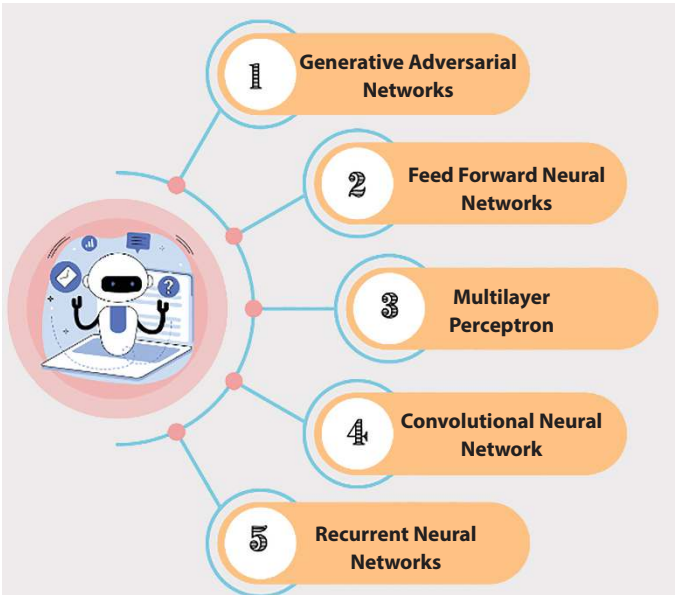 1
Generative Adversarial
Networks
2
Feed Forward Neural
Networks
3
Multilayer
Perceptron
4
Convolutional Neural
Network
5
Recurrent Neural
Networks
?